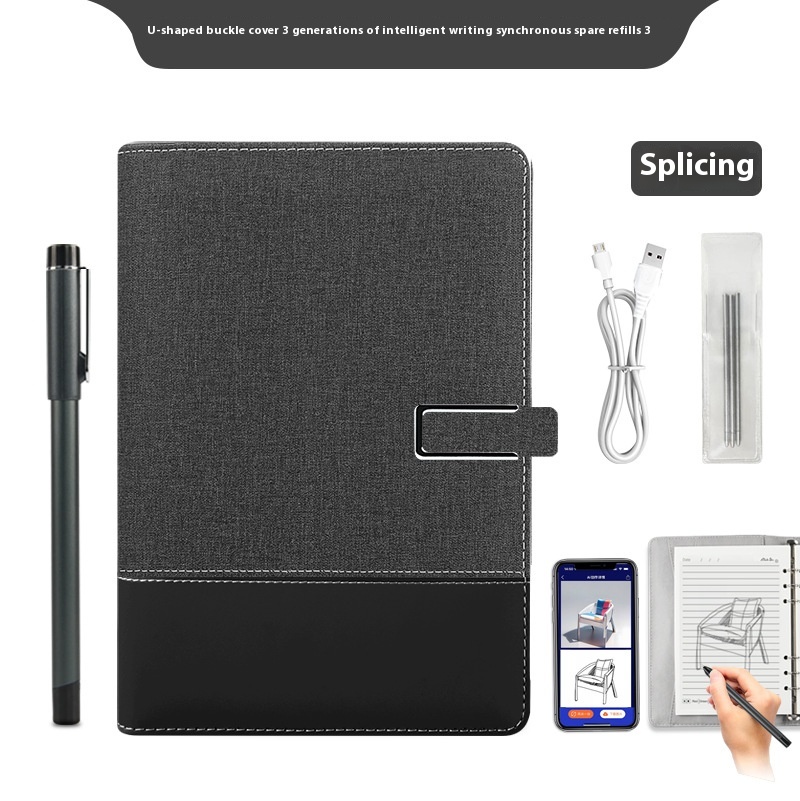 U-shaped buckle cover 3 generations of intelligent writing synchronous spare refills 3
Splicing